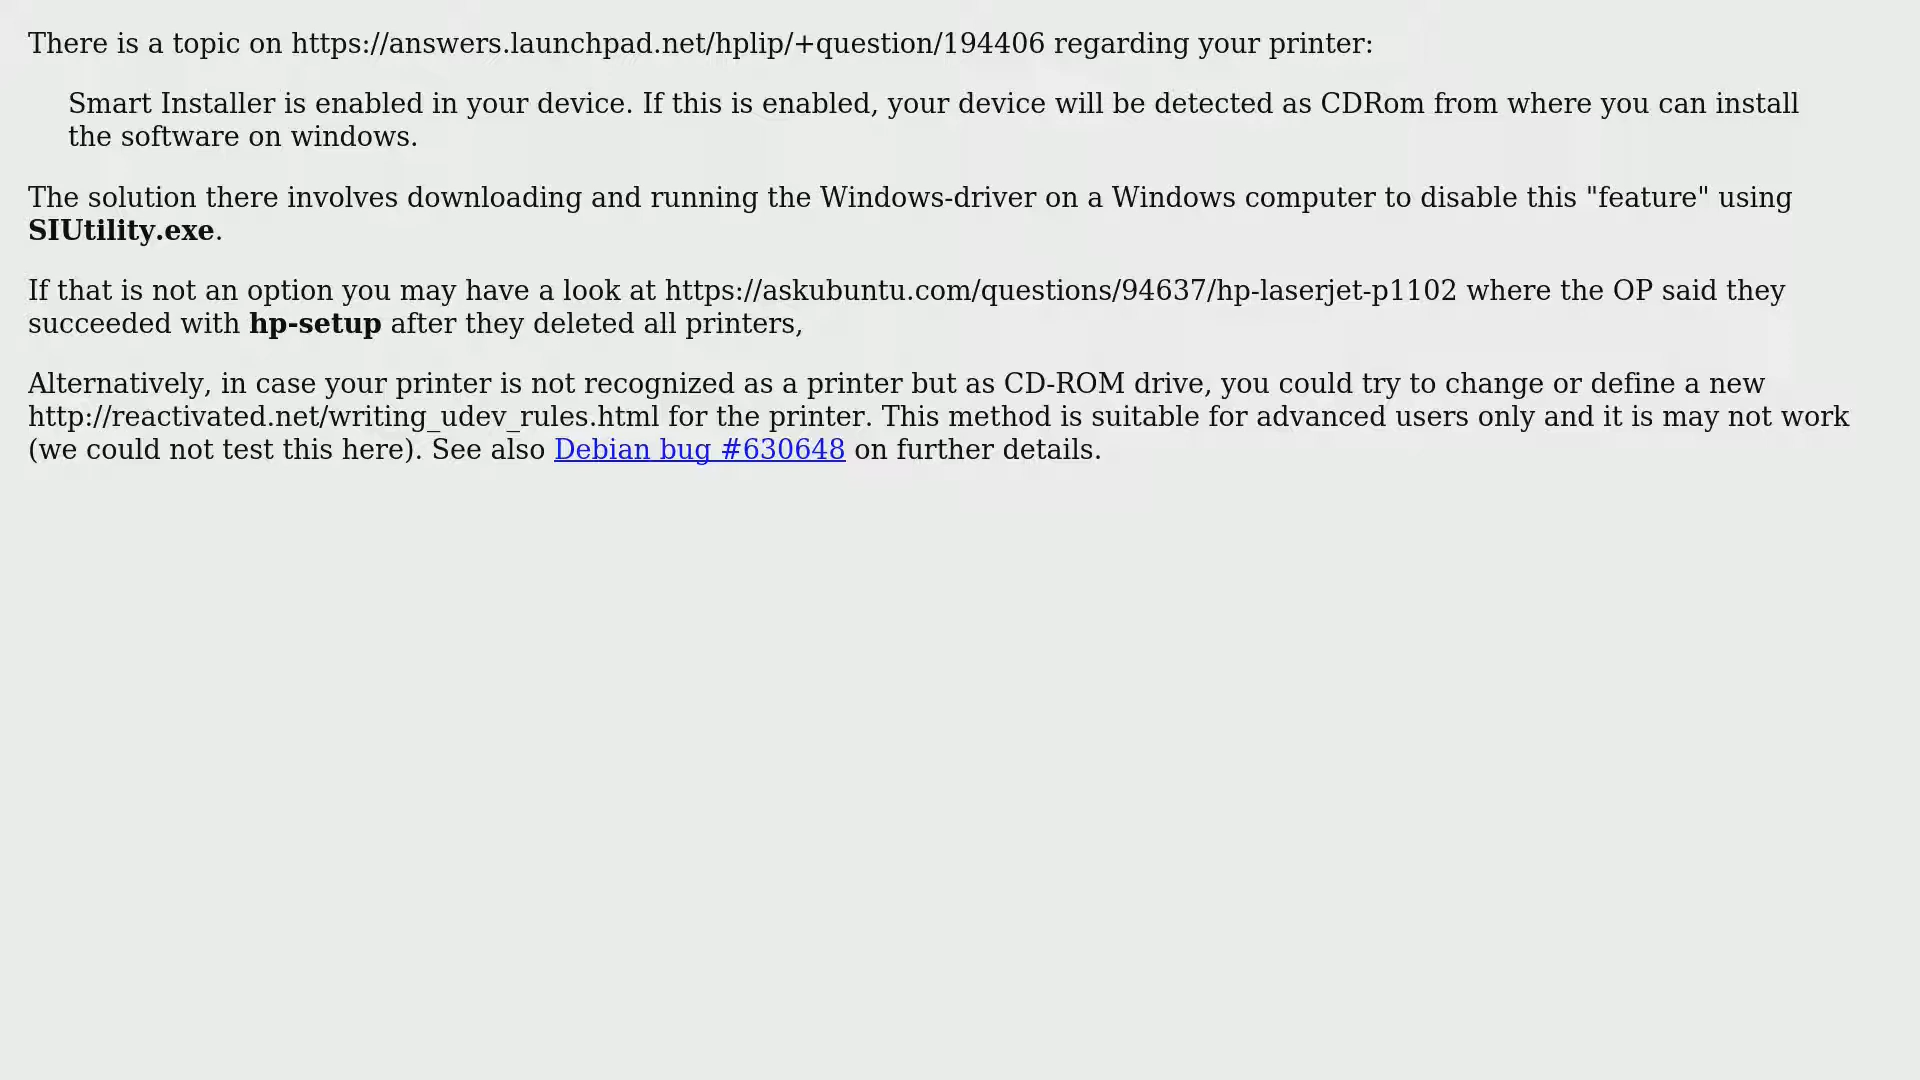 There is a topic on https://answers.launchpad.net/hplip/+question/194406 regarding your printer:
Smart Installer is enabled in your device. If this is enabled, your device will be detected as CDRom from where you can install
the software on windows.
The solution there involves downloading and running the Windows-driver on a Windows computer to disable this "feature" using
SIUtility.exe.
If that is not an option you may have a look at https://askubuntu.com/questions/94637/hp-laserjet-p1102 where the OP said they
succeeded with hp-setup after they deleted all printers,
Alternatively, in case your printer is not recognized as a printer but as CD-ROM drive, you could try to change or define a new
http://reactivated.net/writing_udev_rules.html for the printer. This method is suitable for advanced users only and it is may not work
(we could not test this here). See also Debian bug #630648 on further details.